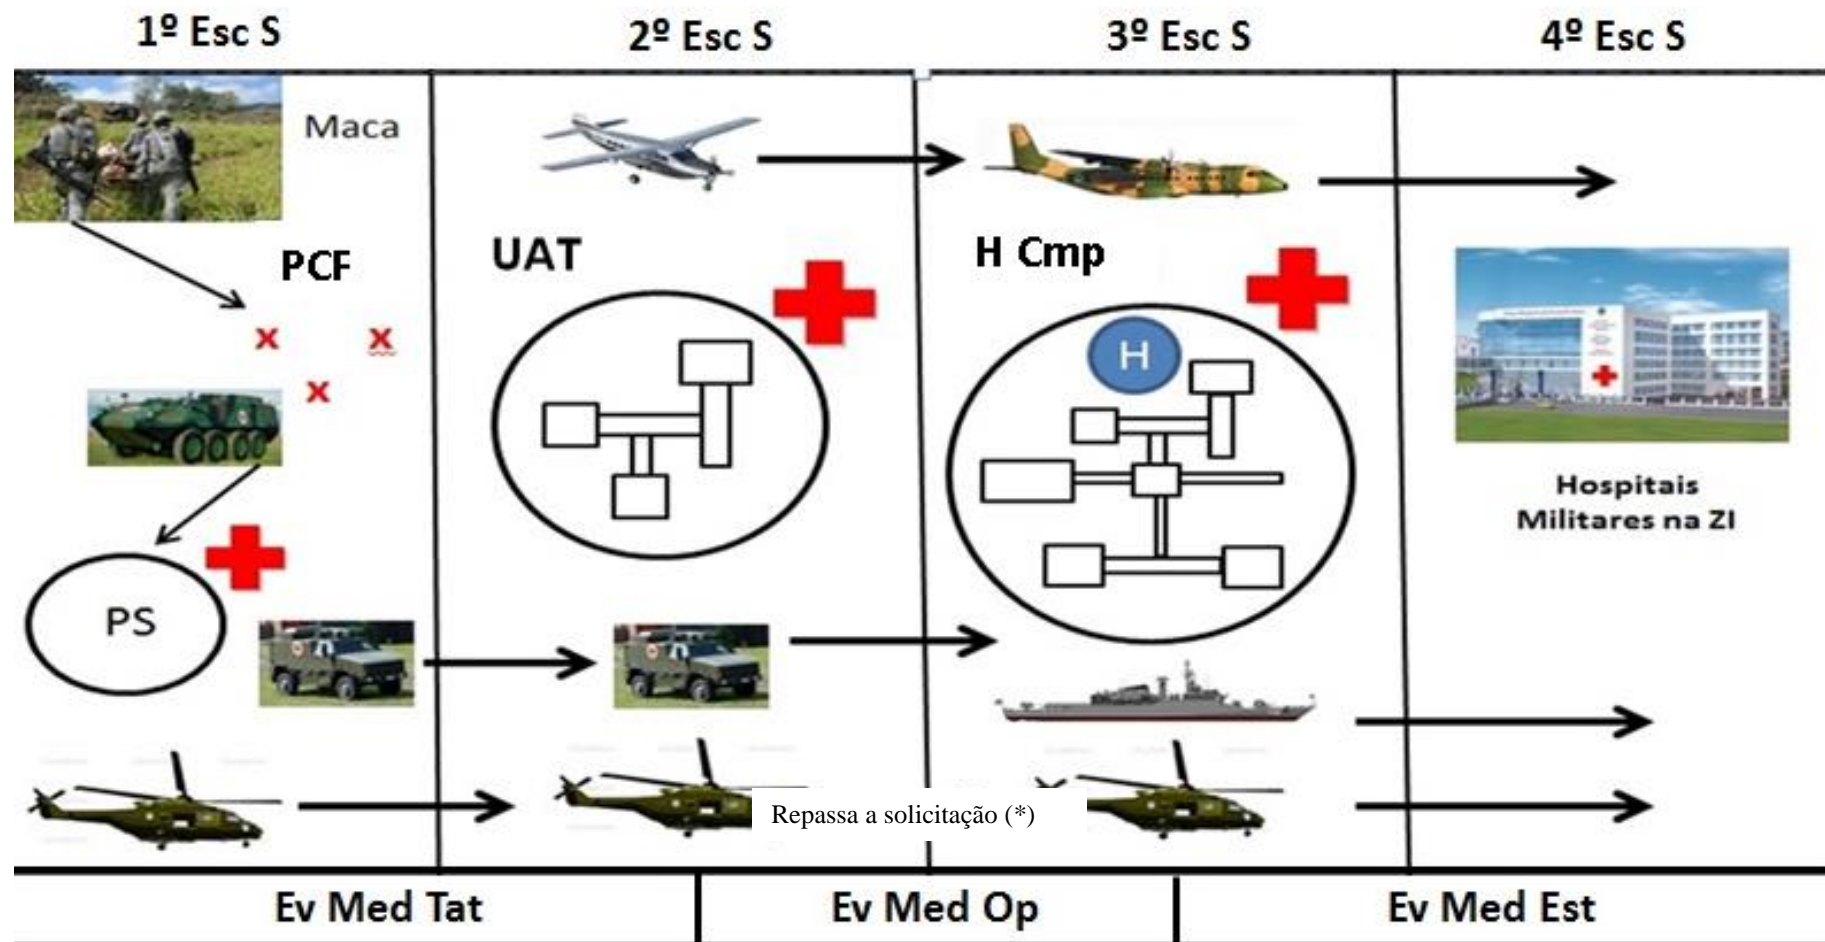 1º Esc S
2º Esc S
3º Esc S
4º Esc S
Maca
PCF
UAT
H Cmp
x
x
x
H
Hospitais
Militares na ZI
PS
Repassa a solicitação (*)
Ev Med Tat
Ev Med Op
Ev Med Est